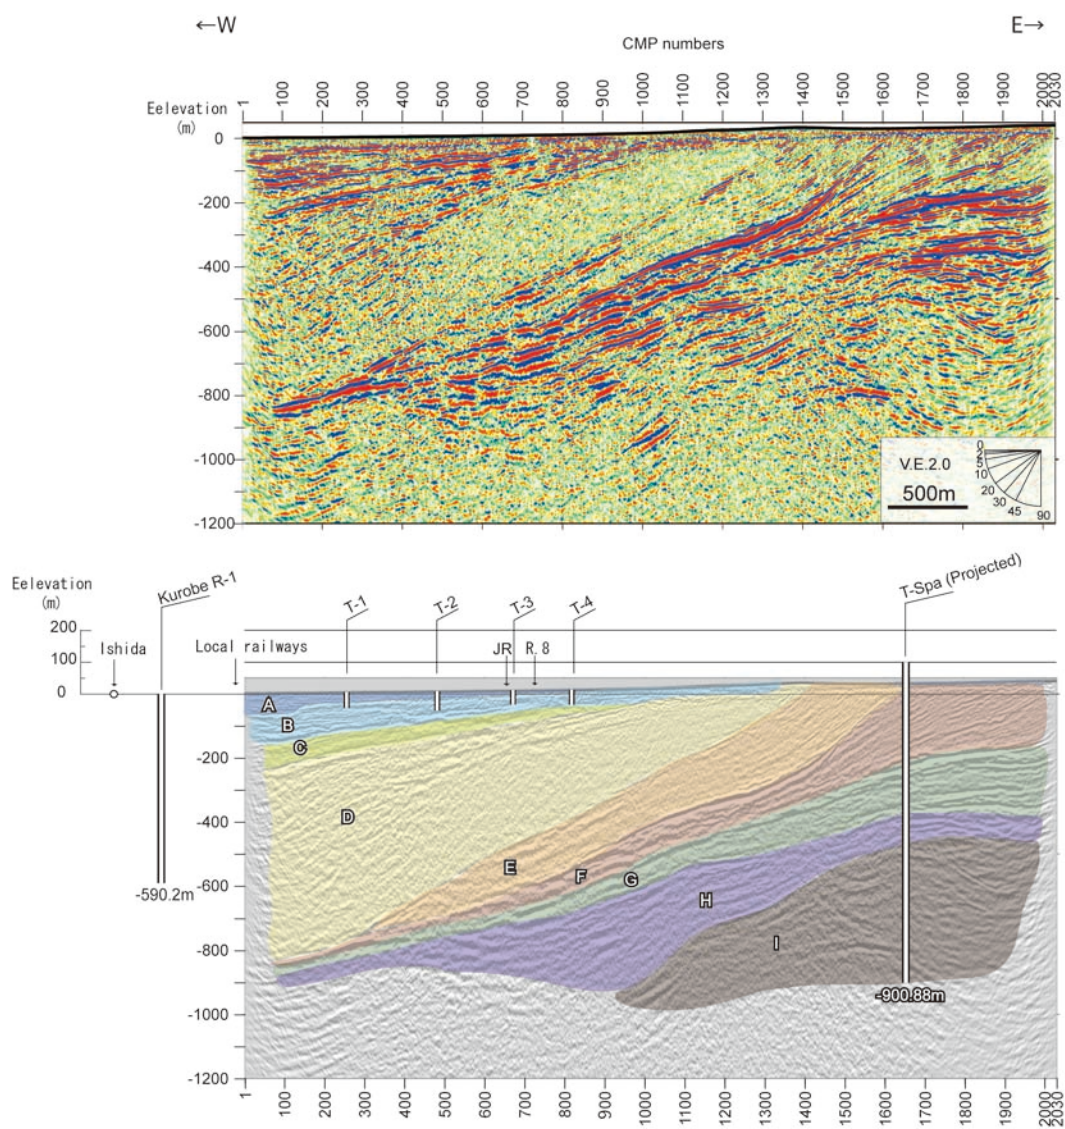 ←W
E→
CMP numbers
1 100 200 300 400 500 600 700 800 900 1000 1100 1200 1300 1400 1500 1600 1700 1800 1900 2000 2030
Eelevation
(m)
0
-200
-400
-600
-800
-1000
-1200
V.E.2.0
500m
0
2
5
10
20
30
45
90
Eelevation
(m)
Kurobe R-1
T-1
T-2
T-3
T-4
T-Spa (Projected)
200
100
0
Ishida
Local railways
JR
R.8
A
B
C
D
E
F
G
H
I
-200
-400
-600
-800
-1000
-1200
-590.2m
-900.88m
1 100 200 300 400 500 600 700 800 900 1000 1100 1200 1300 1400 1500 1600 1700 1800 1900 2000 2030